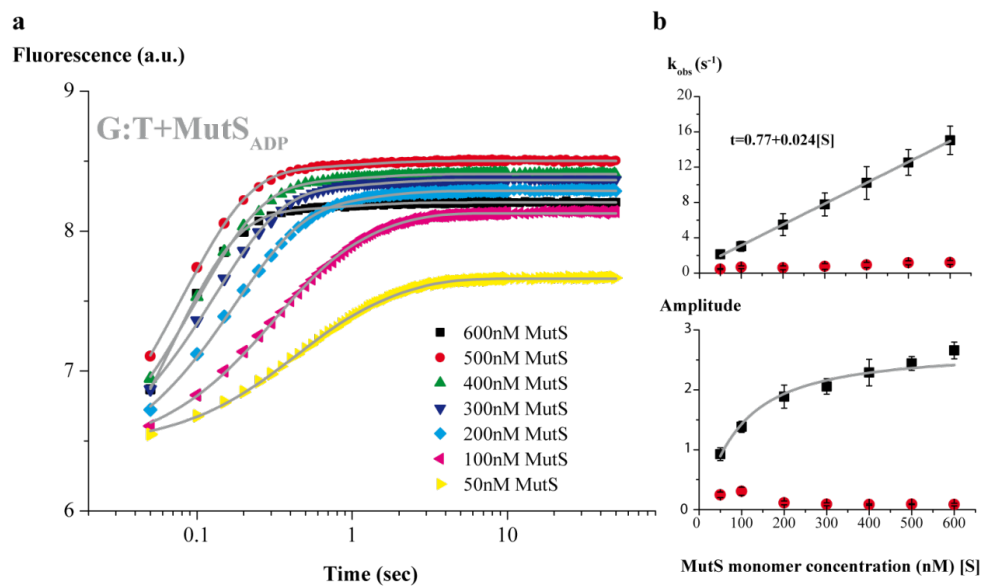 a
Fluorescence (a.u.)
9
8
7
6
G:T+MutS_ADP
600nM MutS
500nM MutS
400nM MutS
300nM MutS
200nM MutS
100nM MutS
50nM MutS
0.1
1
10
Time (sec)
b
k_obs (s⁻¹)
20
16
12
8
4
0
t=0.77+0.024[S]
Amplitude
3
2
1
0
0
100
200
300
400
500
600
MutS monomer concentration (nM) [S]